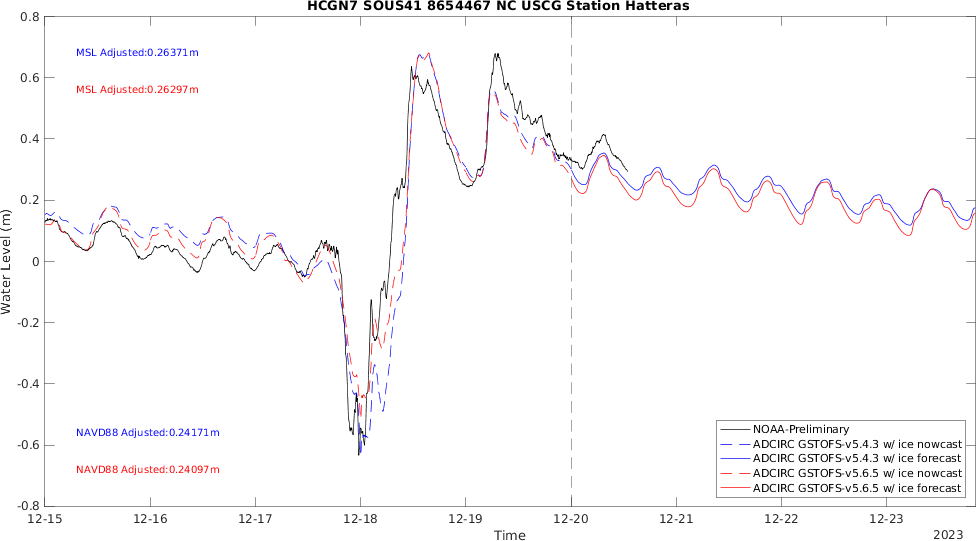 HCGN7 SOUS41 8654467 NC USCG Station Hatteras
0.8
MSL Adjusted:0.26371m
0.6
MSL Adjusted:0.26297m
0.4
0.2
Water Level (m)
0
-0.2
-0.4
NAVD88 Adjusted:0.24171m
NOAA-Preliminary
ADCIRC GSTOFS-v5.4.3 w/ ice nowcast
-0.6
ADCIRC GSTOFS-v5.4.3 w/ ice forecast
NAVD88 Adjusted:0.24097m
ADCIRC GSTOFS-v5.6.5 w/ ice nowcast
ADCIRC GSTOFS-v5.6.5 w/ ice forecast
-0.8
12-15 12-16 12-17 12-18 12-19 12-20 12-21 12-22 12-23
Time
2023